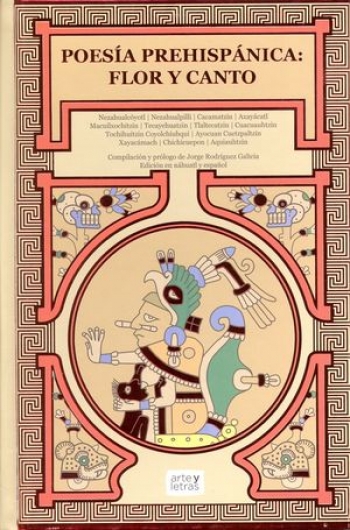 POESÍA PREHISPÁNICA:
FLOR Y CANTO
Nezahualcóyotl | Nezahualpilli | Cacamatzin | Axayácatl
Macuilxochitzin | Tecayehuatzin | Tlaltecatzin | Cuacuauhtzin
Tochihuitzin Coyolchiuhqui | Ayocuan Cuetzpaltzin
Xayacámach | Chichicuepon | Aquiauhtzin
Compilación y prólogo de Jorge Rodríguez Galicia
Edición en náhuatl y español
arte y
letras